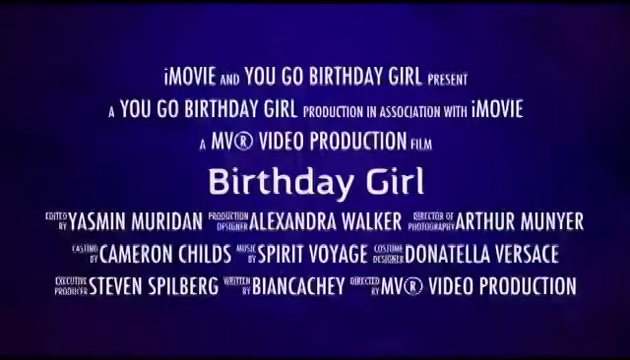 iMOVIE AND YOU GO BIRTHDAY GIRL PRESENT
A YOU GO BIRTHDAY GIRL PRODUCTION IN ASSOCIATION WITH iMOVIE
A MV® VIDEO PRODUCTION FILM
Birthday Girl
EDITED BY YASMIN MURIDAN PRODUCTION DPSIGNER ALEXANDRA WALKER DIRECTOR OF PHOTOGRAPHY ARTHUR MUNYER
CASTING BY CAMERON CHILDS MUSIC BY SPIRIT VOYAGE COSTUME DESIGNER DONATELLA VERSACE
EXECUTIVE PRODUCER STEVEN SPILBERG WRITTEN BY BIANCACHEY DIRECTED BY MV® VIDEO PRODUCTION